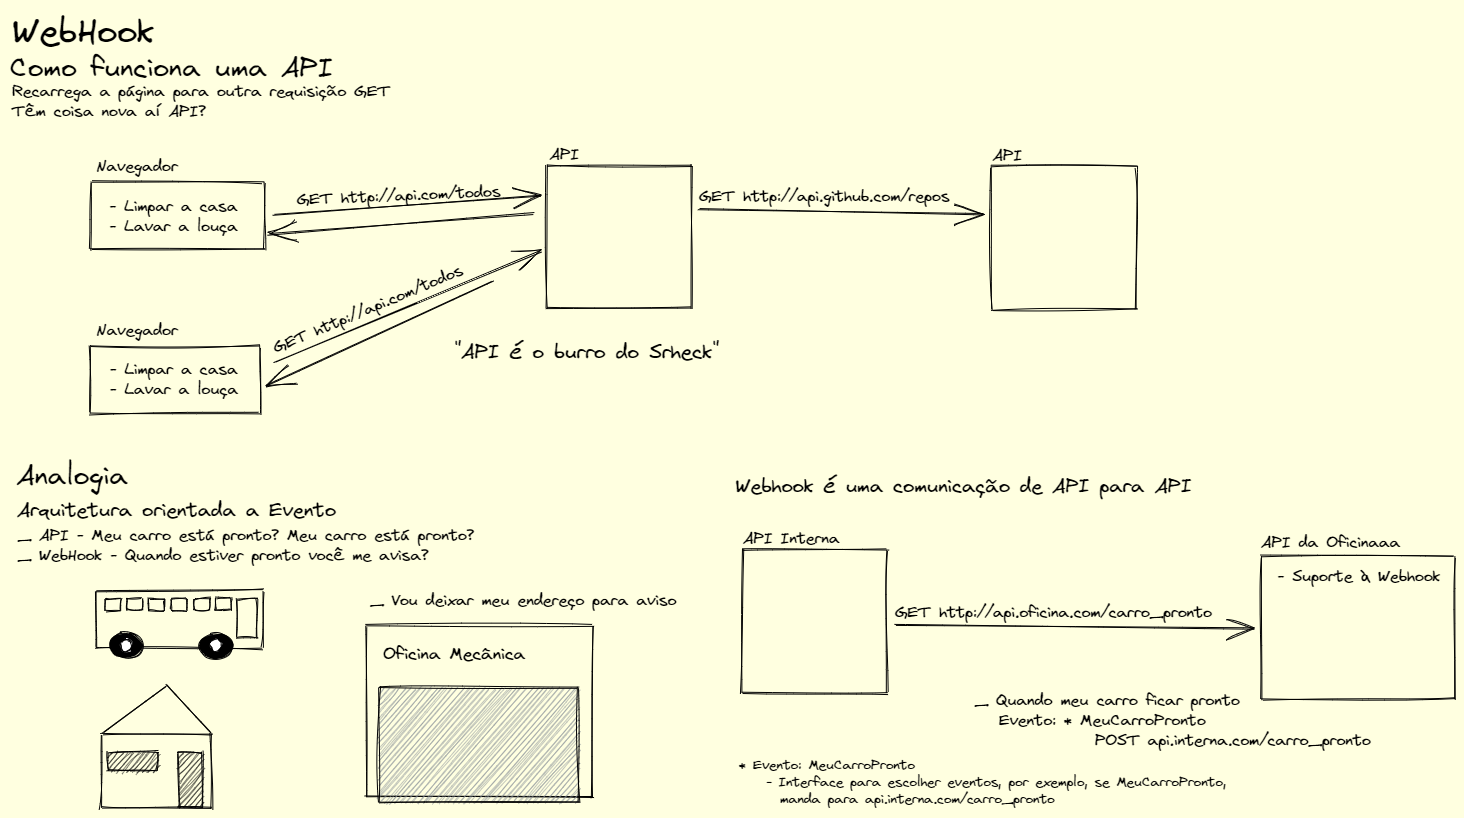 WebHook
Como funciona uma API
Recarrega a página para outra requisição GET
Têm coisa nova aí API?
Navegador
- Limpar a casa
- Lavar a louça
GET http://api.com/todos
API
GET http://api.github.com/repos
API
Navegador
- Limpar a casa
- Lavar a louça
GET http://api.com/todos
"API é o burro do Srheck"
Analogia
Arquitetura orientada a Evento
_ API - Meu carro está pronto? Meu carro está pronto?
_ WebHook - Quando estiver pronto você me avisa?
_ Vou deixar meu endereço para aviso
Oficina Mecânica
Webhook é uma comunicação de API para API
API Interna
GET http://api.oficina.com/carro_pronto
API da Oficinaaa
- Suporte à Webhook
_ Quando meu carro ficar pronto
Evento: * MeuCarroPronto
POST api.interna.com/carro_pronto
* Evento: MeuCarroPronto
- Interface para escolher eventos, por exemplo, se MeuCarroPronto,
manda para api.interna.com/carro_pronto